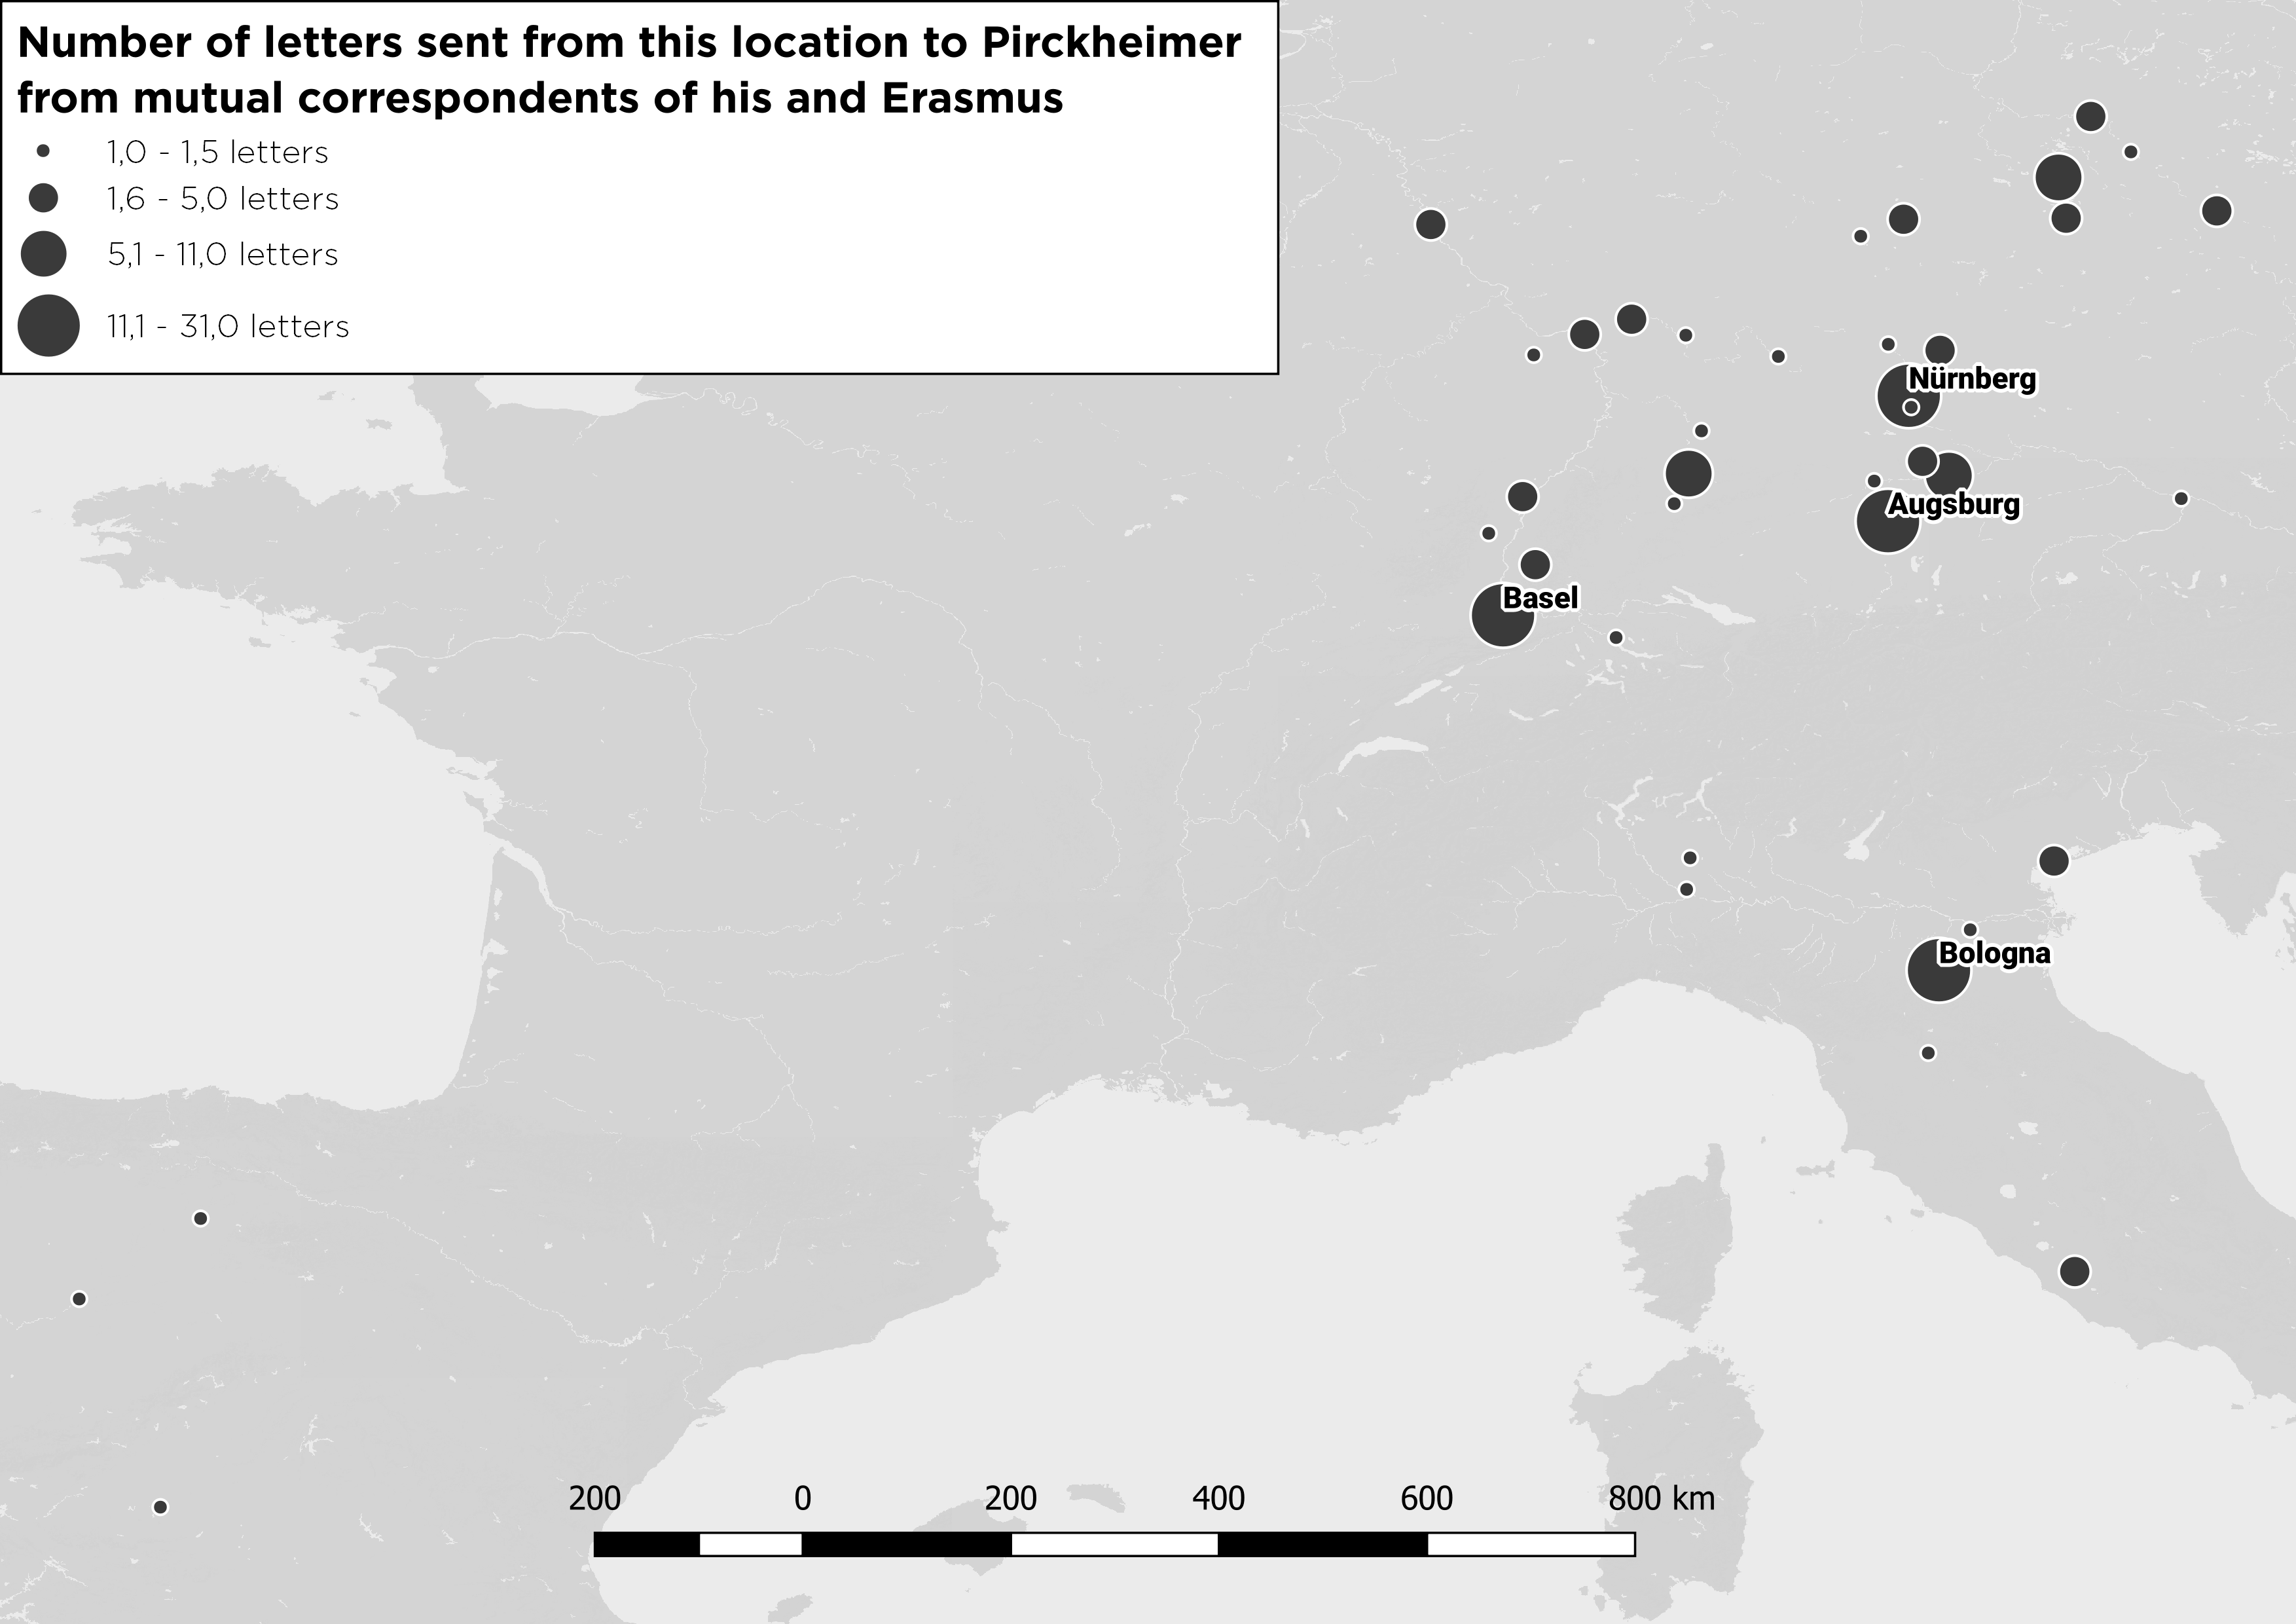 Number of letters sent from this location to Pirckheimer
from mutual correspondents of his and Erasmus
1,0 - 1,5 letters
1,6 - 5,0 letters
5,1 - 11,0 letters
11,1 - 31,0 letters
Nürnberg
Augsburg
Basel
Bologna
200 0 200 400 600 800 km